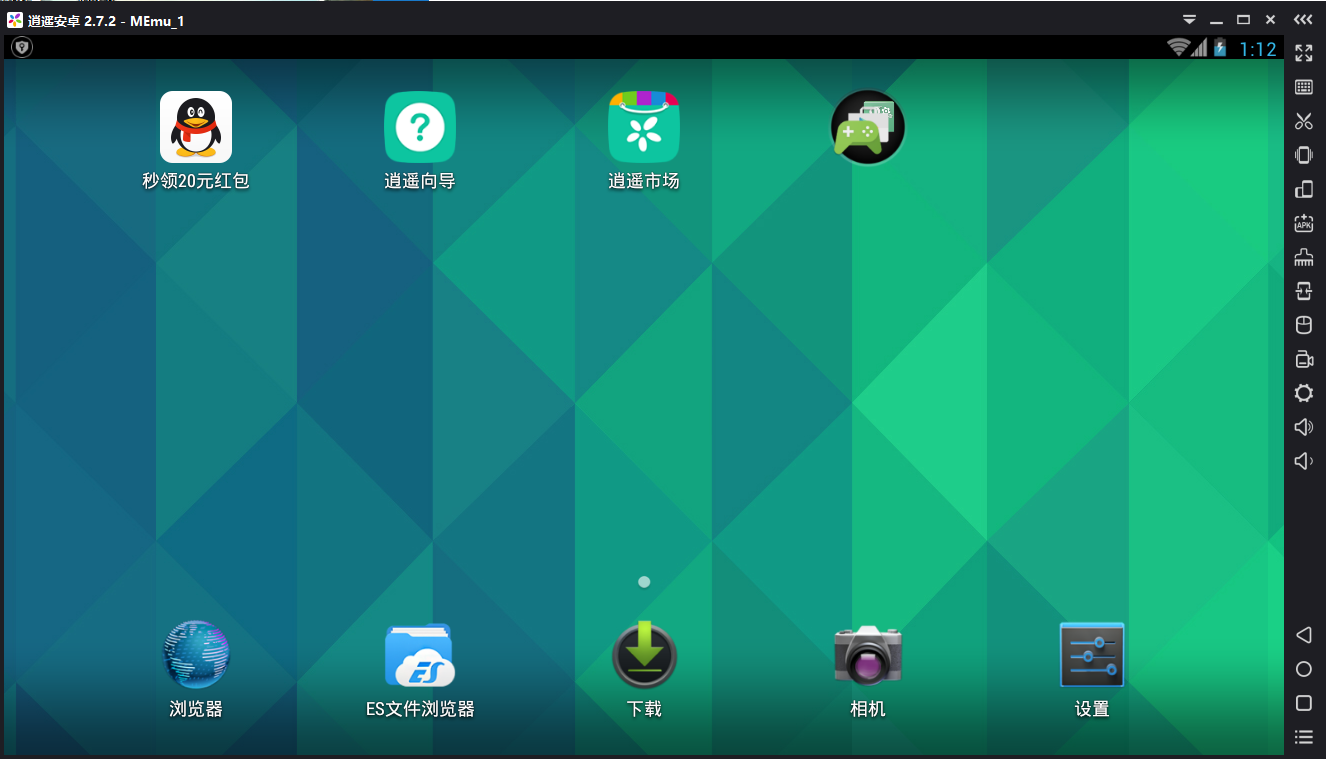 逍遥安卓 2.7.2 - MEmu_1
1:12
秒领20元红包
逍遥向导
逍遥市场
APK
浏览器
ES文件浏览器
下载
相机
设置